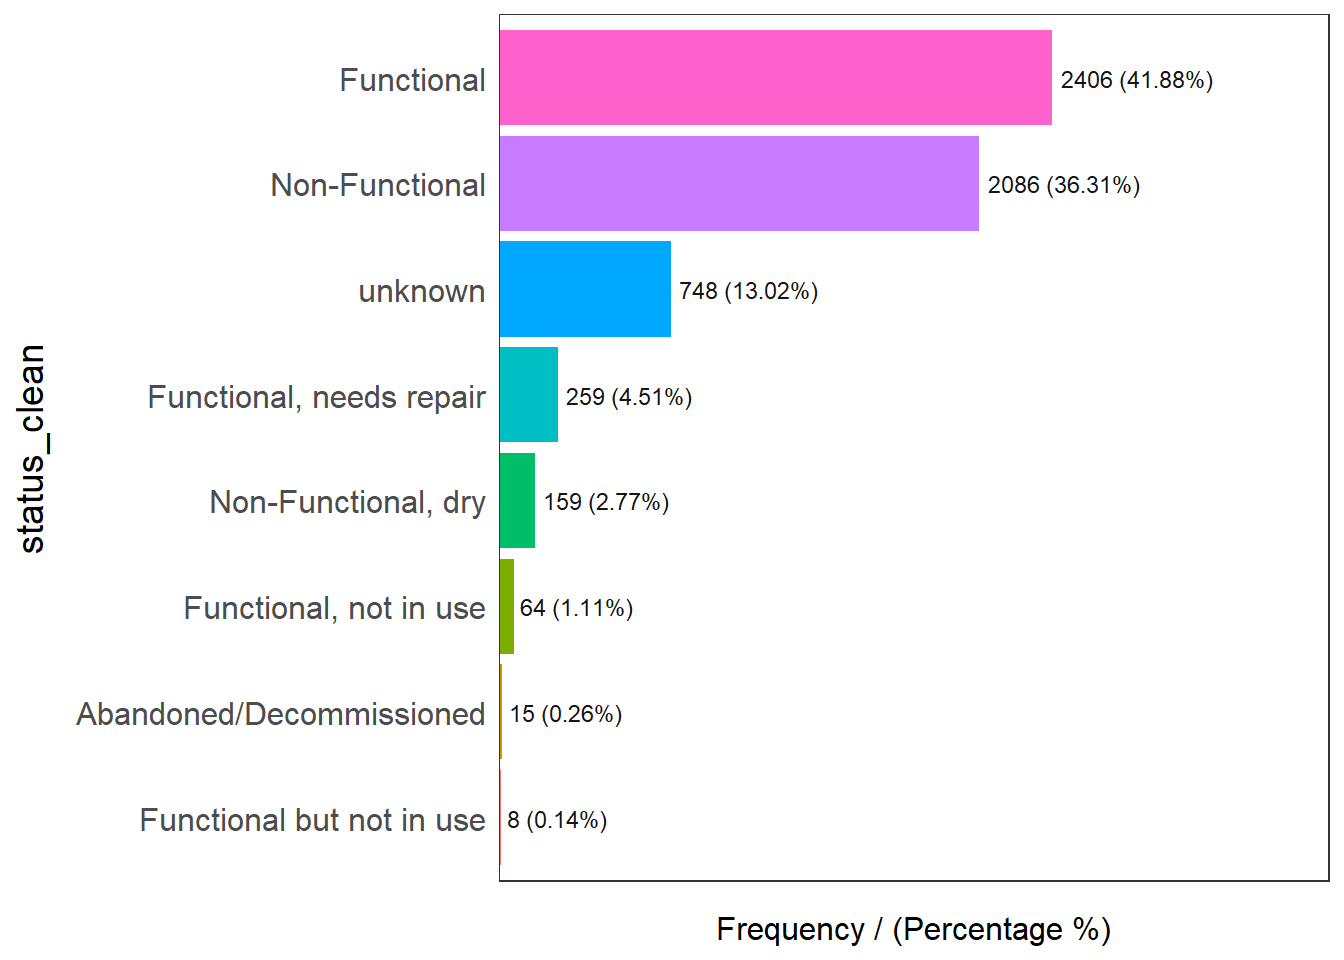 Functional
2406 (41.88%)
Non-Functional
2086 (36.31%)
unknown
748 (13.02%)
Functional, needs repair
259 (4.51%)
Non-Functional, dry
159 (2.77%)
Functional, not in use
64 (1.11%)
Abandoned/Decommissioned
15 (0.26%)
Functional but not in use
8 (0.14%)
status_clean
Frequency / (Percentage %)